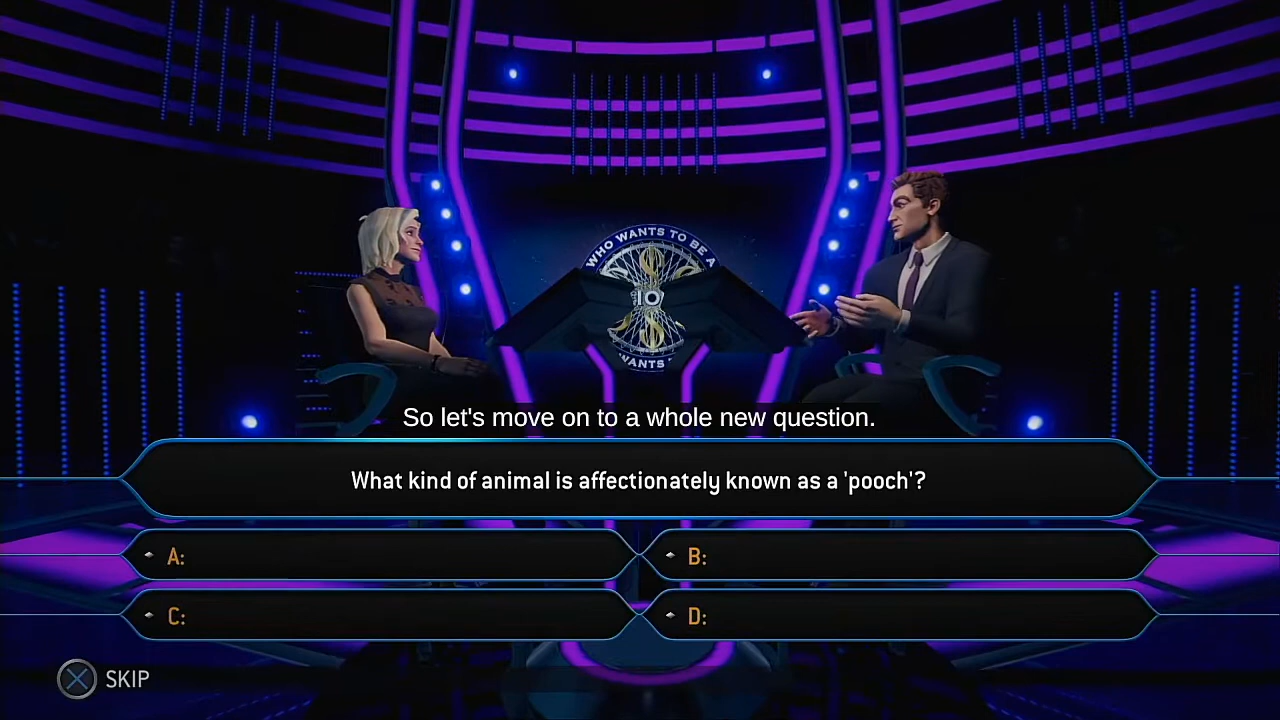 WHO WANTS TO BE A
IO
WANTS
So let's move on to a whole new question.
What kind of animal is affectionately known as a 'pooch'?
A:
B:
C:
D:
SKIP